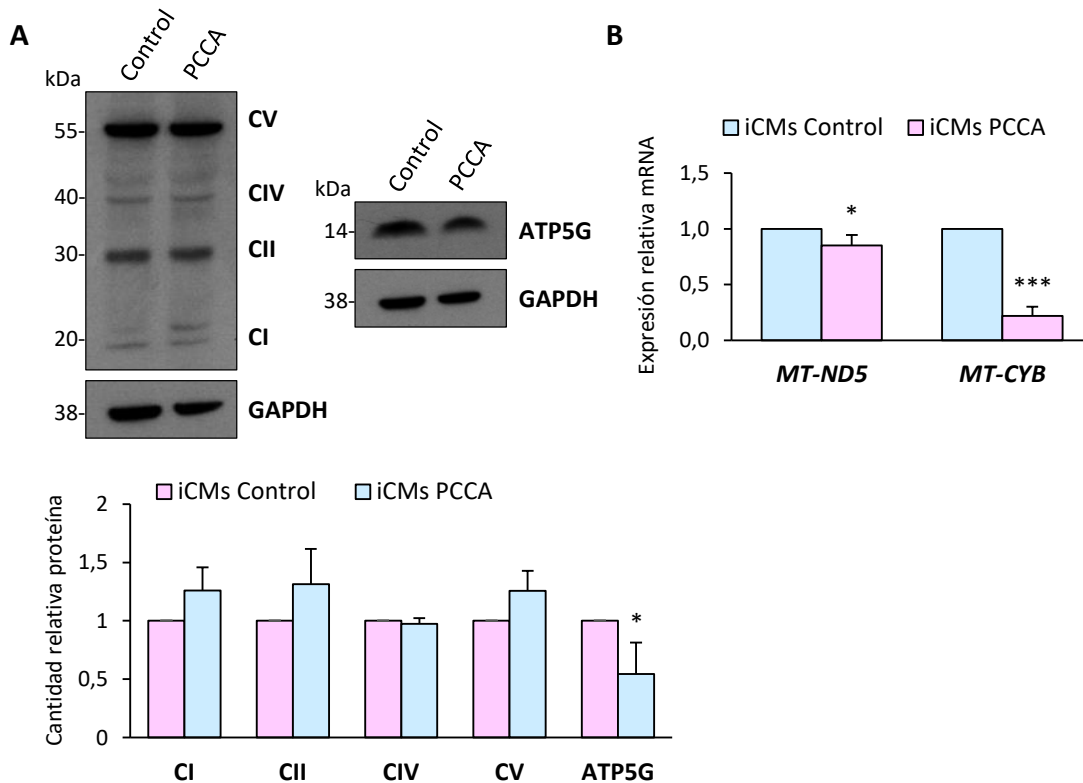 A
Control
PCCA
kDa
55-
40-
30-
20-
CV
CIV
CII
CI
38-
GAPDH
Control
PCCA
kDa
14-
ATP5G
38-
GAPDH
B
iCMs Control
iCMs PCCA
Expresión relativa mRNA
1,5
1,0
0,5
0,0
*
***
MT-ND5
MT-CYB
iCMs Control
iCMs PCCA
Cantidad relativa proteína
2
1,5
1
0,5
0
*
CI
CII
CIV
CV
ATP5G